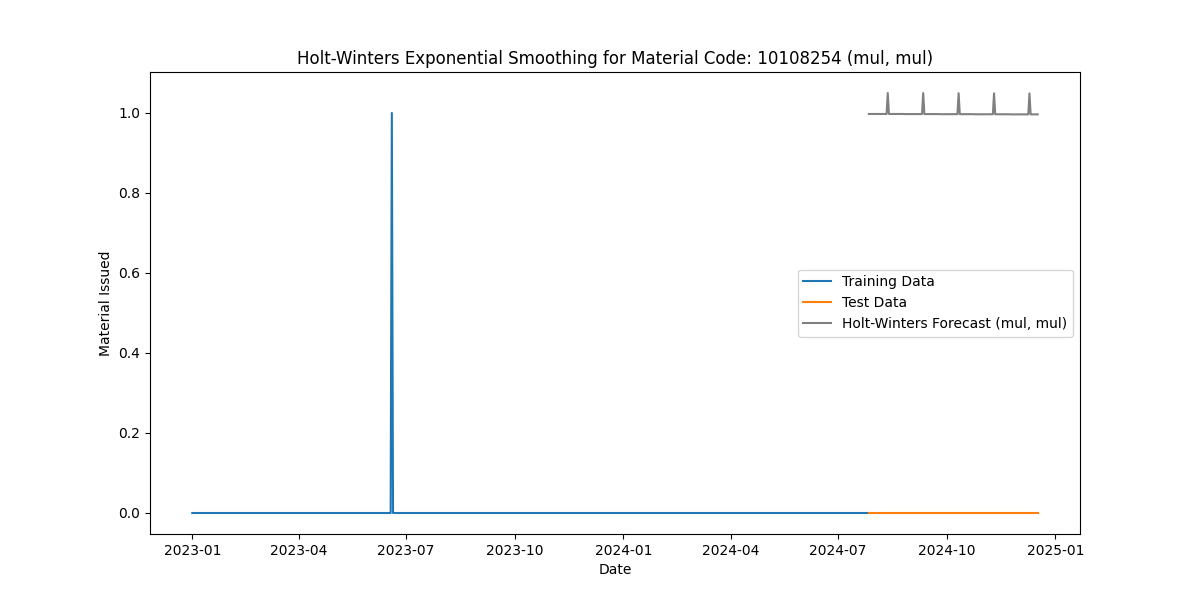 Holt-Winters Exponential Smoothing for Material Code: 10108254 (mul, mul)
1.0
0.8
0.6
0.4
0.2
0.0
Material Issued
Training Data
Test Data
Holt-Winters Forecast (mul, mul)
2023-01 2023-04 2023-07 2023-10 2024-01 2024-04 2024-07 2024-10 2025-01
Date